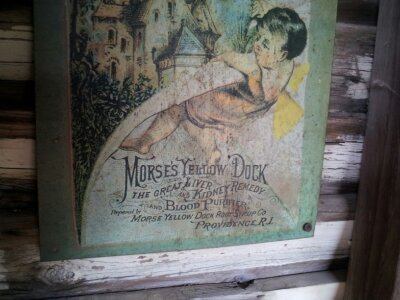 MORSE'S YELLOW DOCK
THE GREAT LIVER
AND KIDNEY REMEDY
AND BLOOD PURIFIER
Prepared by MORSE YELLOW DOCK ROOT SYRUP CO.
PROVIDENCE, R.I.